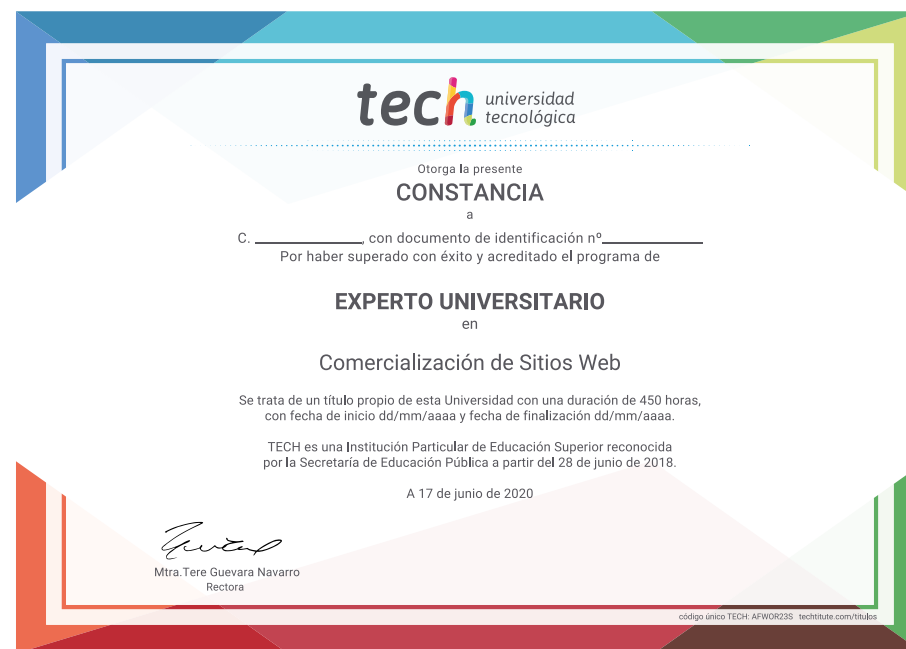 tech universidad
tecnológica
Otorga la presente
CONSTANCIA
a
C. ____________, con documento de identificación nº____________
Por haber superado con éxito y acreditado el programa de
EXPERTO UNIVERSITARIO
en
Comercialización de Sitios Web
Se trata de un título propio de esta Universidad con una duración de 450 horas,
con fecha de inicio dd/mm/aaaa y fecha de finalización dd/mm/aaaa.
TECH es una Institución Particular de Educación Superior reconocida
por la Secretaría de Educación Pública a partir del 28 de junio de 2018.
A 17 de junio de 2020
Mtra.Tere Guevara Navarro
Rectora
código único TECH: AFWOR23S techtitute.com/titulos